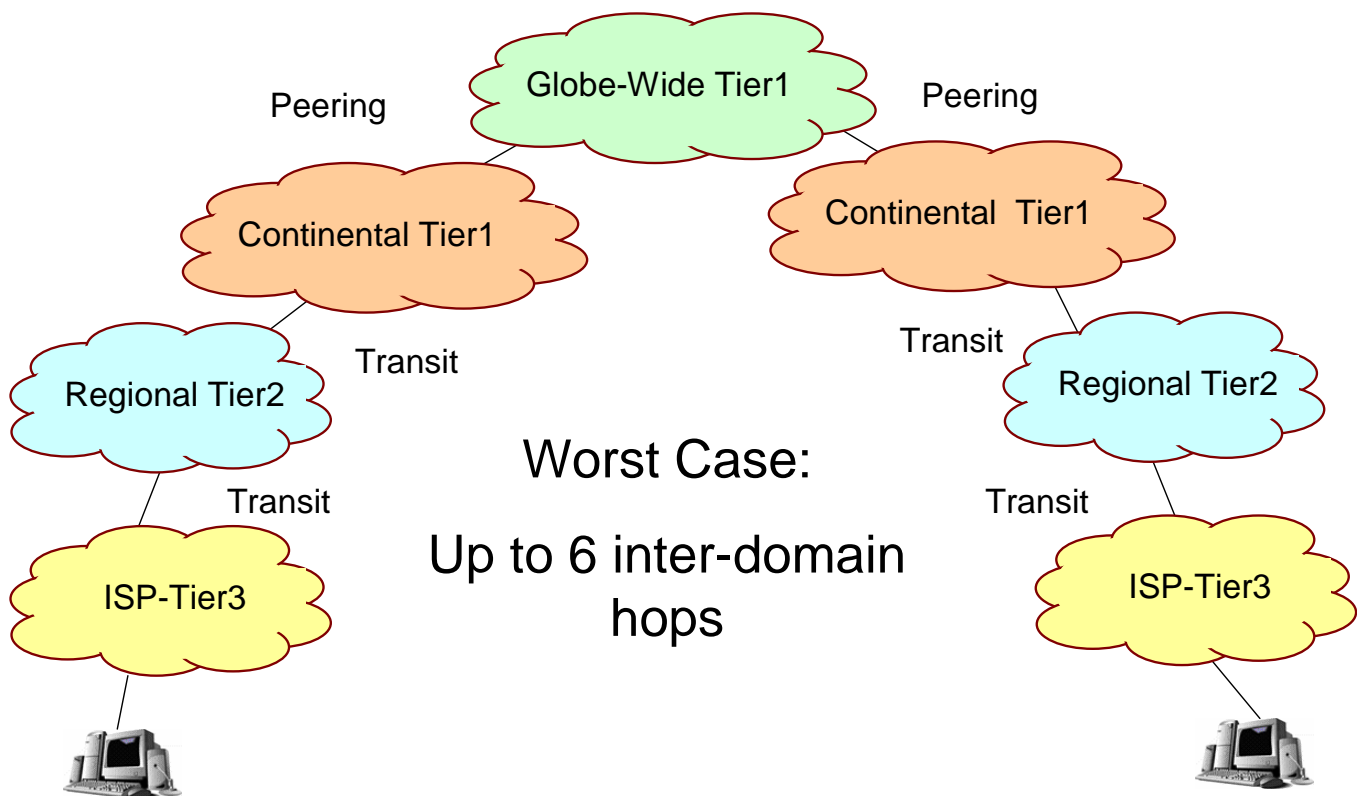 Globe-Wide Tier1
Peering
Peering
Continental Tier1
Continental  Tier1
Transit
Transit
Regional Tier2
Regional Tier2
Worst Case:
Up to 6 inter-domain
hops
Transit
Transit
ISP-Tier3
ISP-Tier3